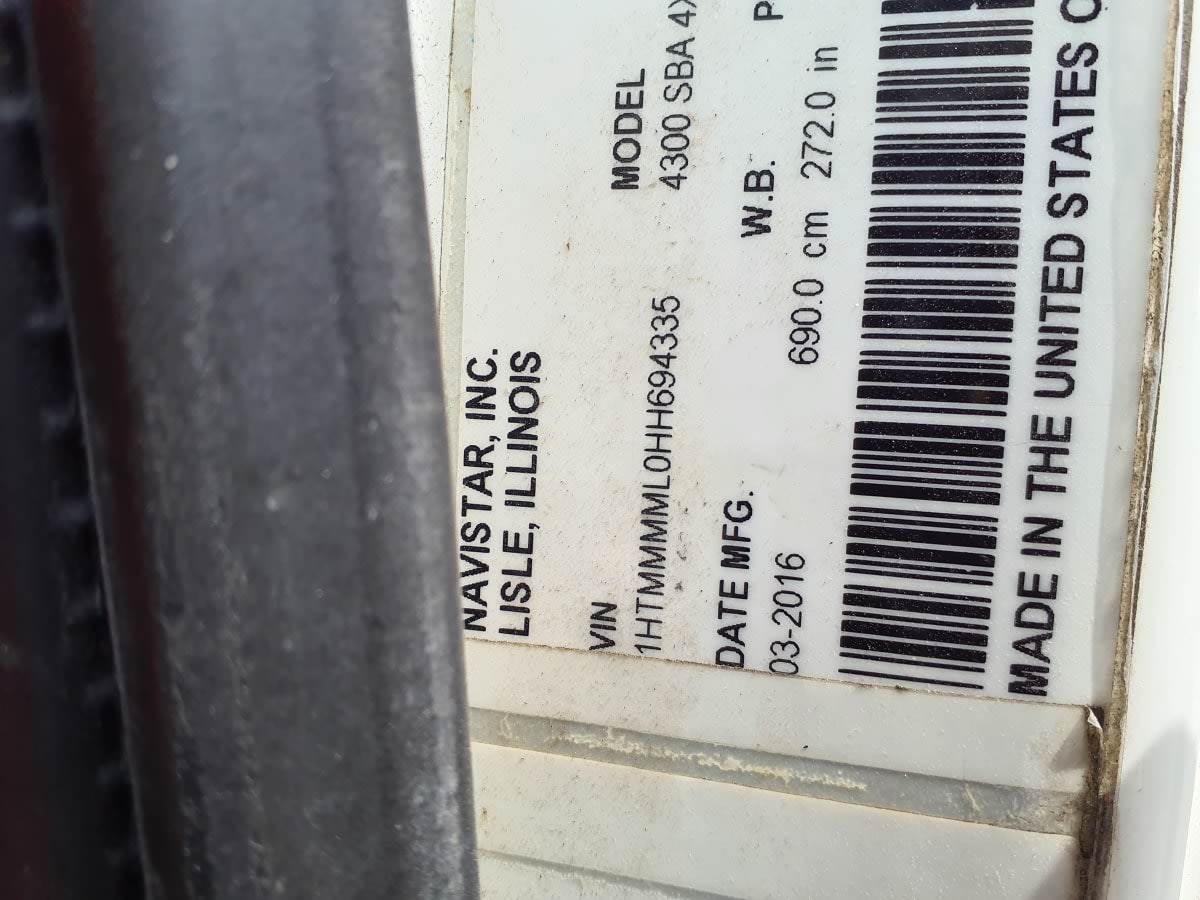 NAVISTAR, INC.
LISLE, ILLINOIS
VIN MODEL
1HTMMMML0HH694335 4300 SBA 4X
DATE MFG. W.B. P
03-2016 690.0 cm 272.0 in
MADE IN THE UNITED STATES O